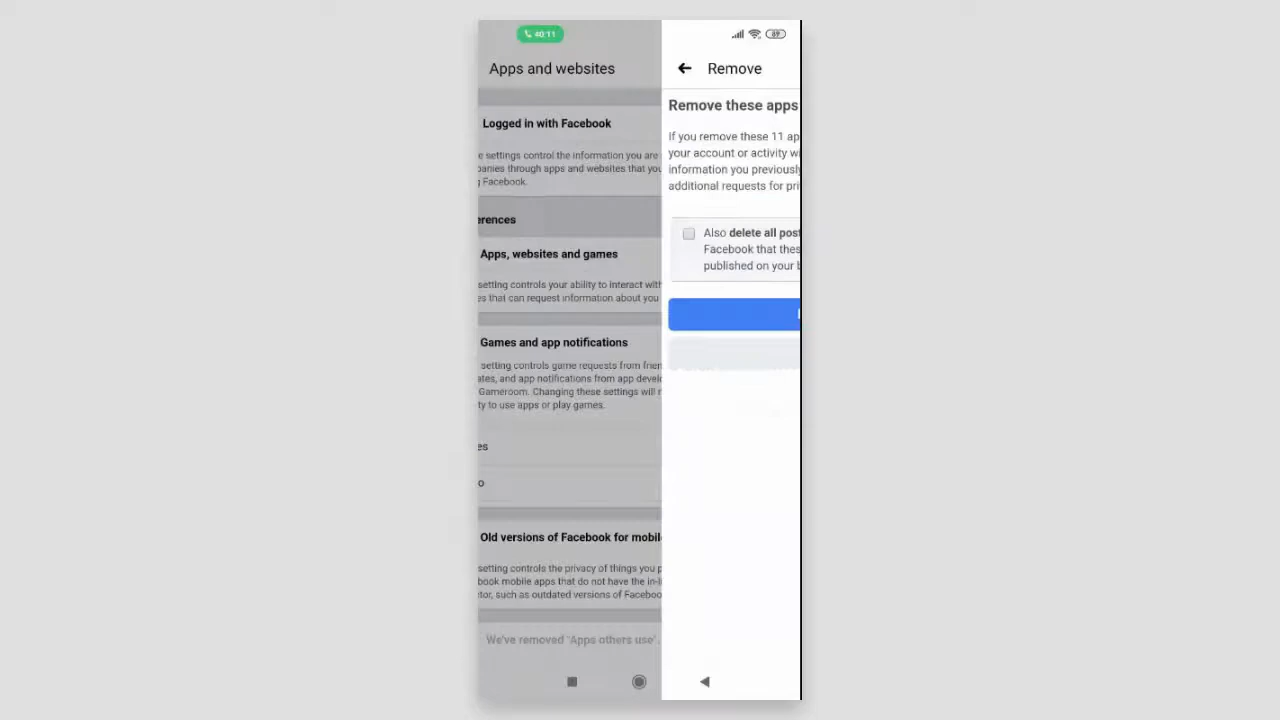 40:11
89
Apps and websites
Remove
Logged in with Facebook
e settings control the information you are
panies through apps and websites that you
g Facebook.
erences
Apps, websites and games
setting controls your ability to interact with
es that can request information about you
Games and app notifications
setting controls game requests from frien
ates, and app notifications from app devel
Gameroom. Changing these settings will
ty to use apps or play games.
es
o
Old versions of Facebook for mobil
setting controls the privacy of things you p
book mobile apps that do not have the in-li
tor, such as outdated versions of Facebo
We've removed "Apps others use".
Remove these apps
If you remove these 11 ap
your account or activity wi
information you previously
additional requests for pri
Also delete all post
Facebook that thes
published on your b